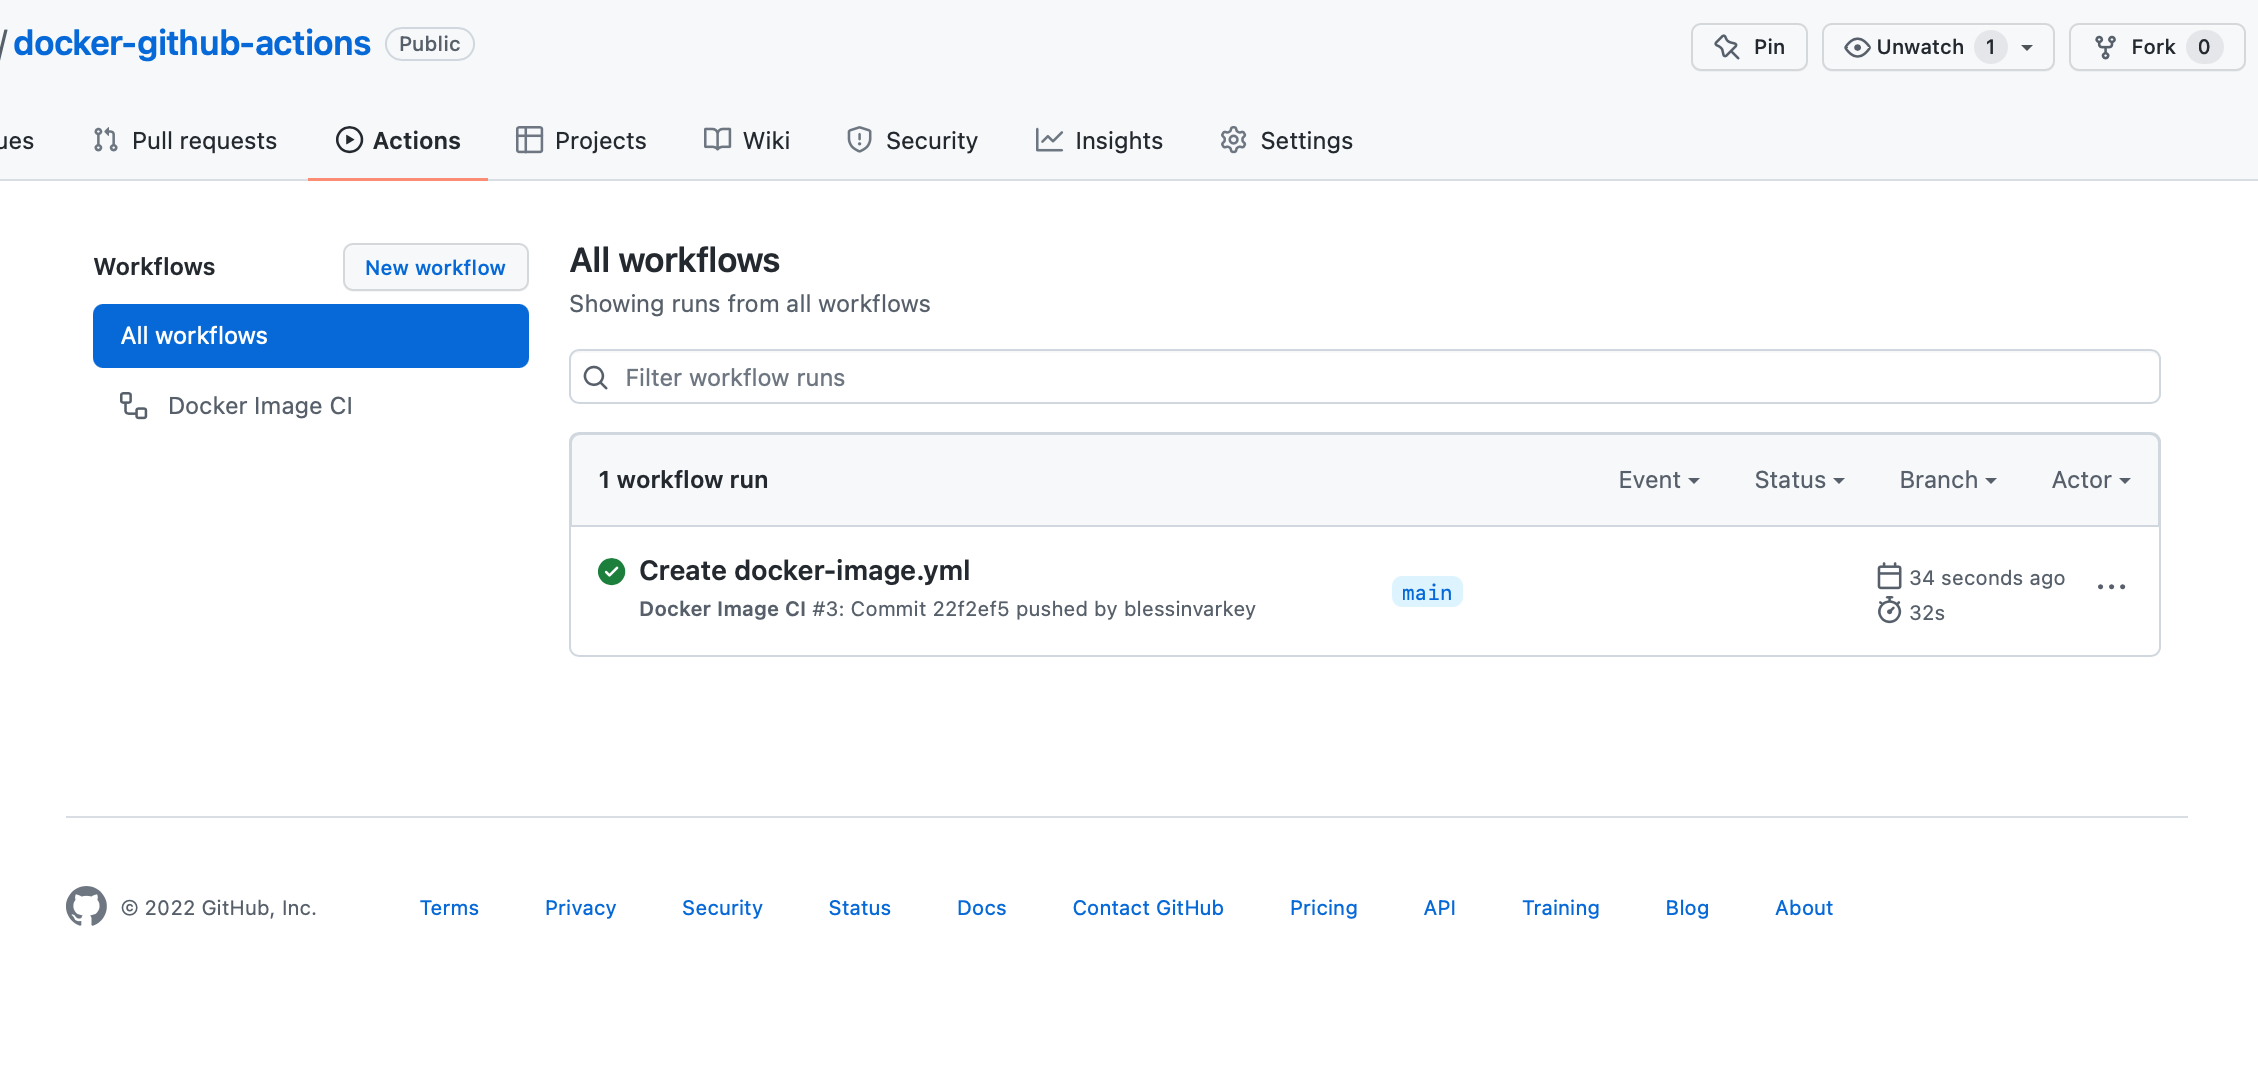 / docker-github-actions Public Pin Unwatch 1 Fork 0
ues Pull requests Actions Projects Wiki Security Insights Settings
Workflows New workflow
All workflows
Docker Image CI
All workflows
Showing runs from all workflows
Filter workflow runs
1 workflow run Event Status Branch Actor
Create docker-image.yml
Docker Image CI #3: Commit 22f2ef5 pushed by blessinvarkey
main
34 seconds ago
32s
© 2022 GitHub, Inc. Terms Privacy Security Status Docs Contact GitHub Pricing API Training Blog About